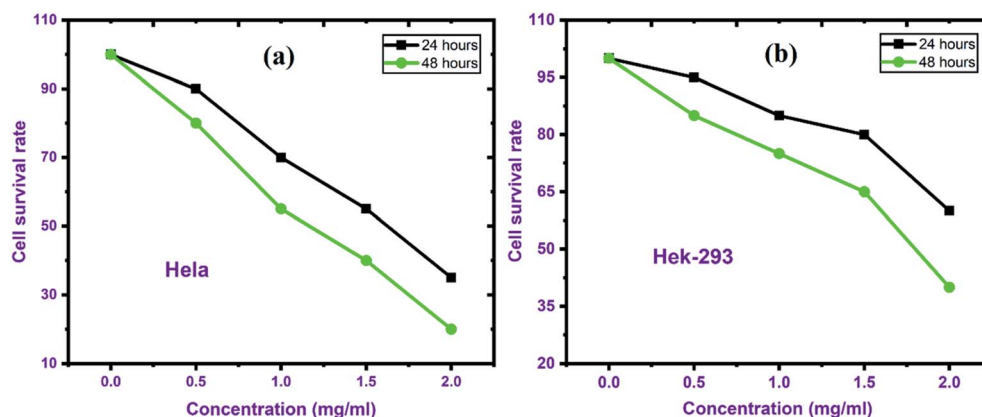 110
90
70
50
30
10
Cell survival rate
(a)
24 hours
48 hours
Hela
0.0 0.5 1.0 1.5 2.0
Concentration (mg/ml)
110
95
80
65
50
35
20
Cell survival rate
(b)
24 hours
48 hours
Hek-293
0.0 0.5 1.0 1.5 2.0
Concentration (mg/ml)